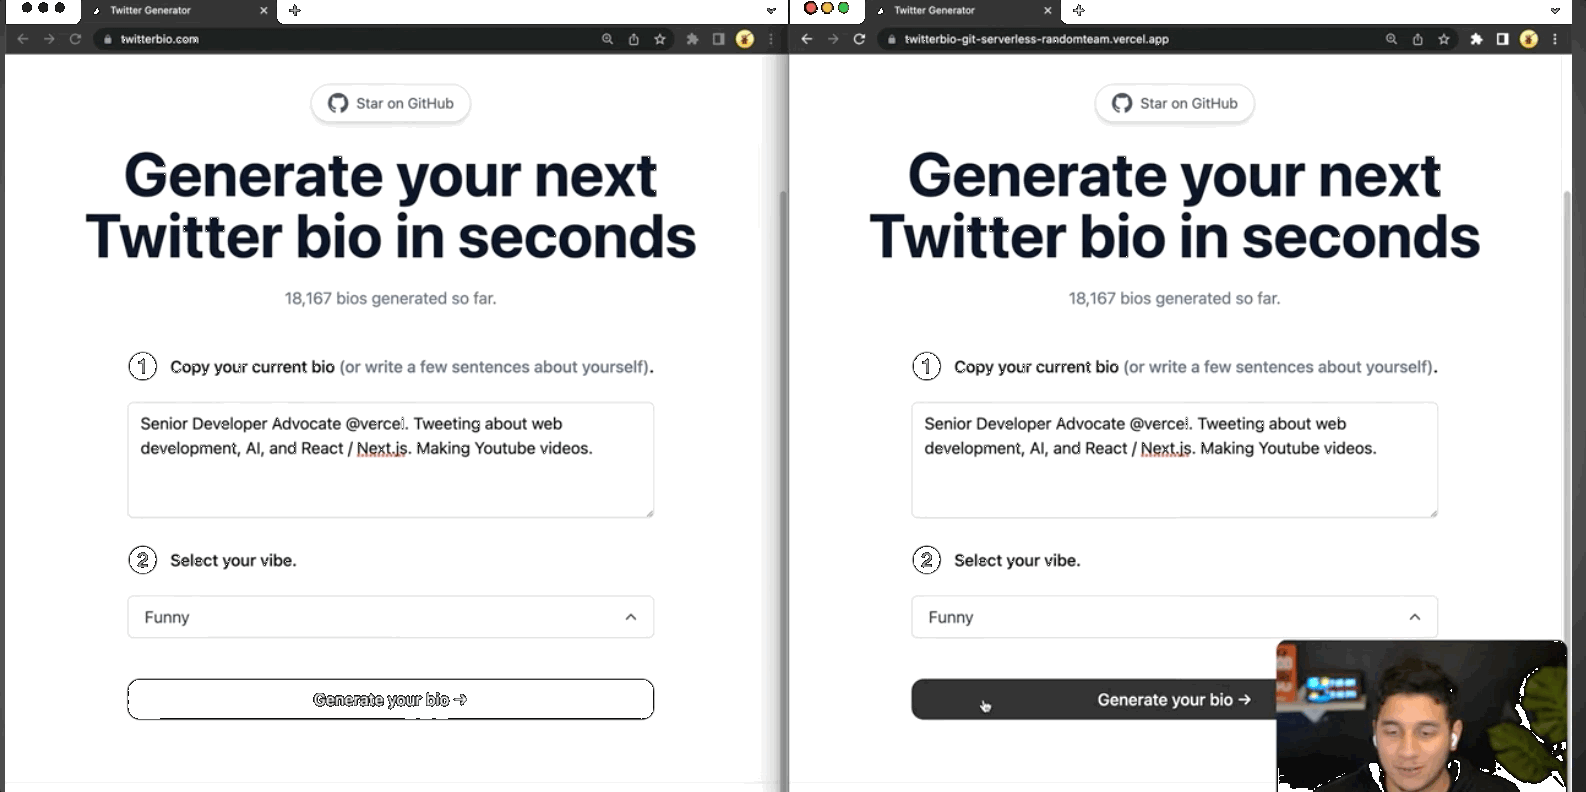 Twitter Generator
twitterbio.com
Star on GitHub
Generate your next
Twitter bio in seconds
18,167 bios generated so far.
1 Copy your current bio (or write a few sentences about yourself).
Senior Developer Advocate @vercel. Tweeting about web
development, AI, and React / Next.js. Making Youtube videos.
2 Select your vibe.
Funny
Generate your bio →
Twitter Generator
twitterbio-git-serverless-randomteam.vercel.app
Star on GitHub
Generate your next
Twitter bio in seconds
18,167 bios generated so far.
1 Copy your current bio (or write a few sentences about yourself).
Senior Developer Advocate @vercel. Tweeting about web
development, AI, and React / Next.js. Making Youtube videos.
2 Select your vibe.
Funny
Generate your bio →